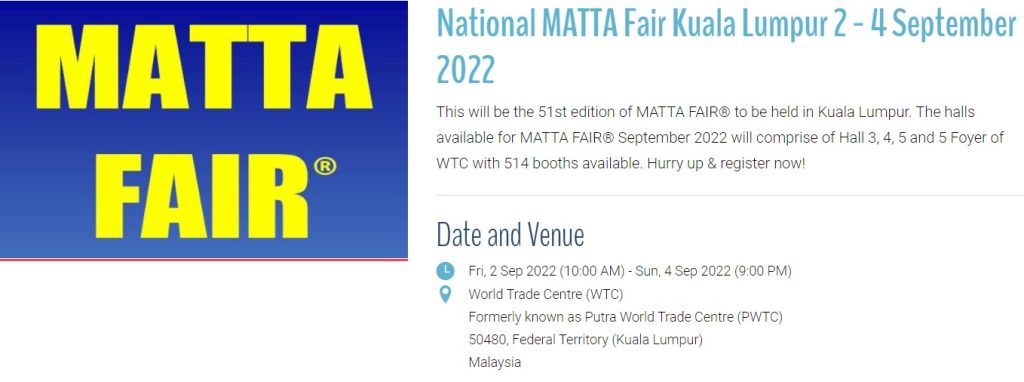 MATTA
FAIR®
National MATTA Fair Kuala Lumpur 2 - 4 September
2022
This will be the 51st edition of MATTA FAIR® to be held in Kuala Lumpur. The halls
available for MATTA FAIR® September 2022 will comprise of Hall 3, 4, 5 and 5 Foyer of
WTC with 514 booths available. Hurry up & register now!
Date and Venue
Fri, 2 Sep 2022 (10:00 AM) - Sun, 4 Sep 2022 (9:00 PM)
World Trade Centre (WTC)
Formerly known as Putra World Trade Centre (PWTC)
50480, Federal Territory (Kuala Lumpur)
Malaysia